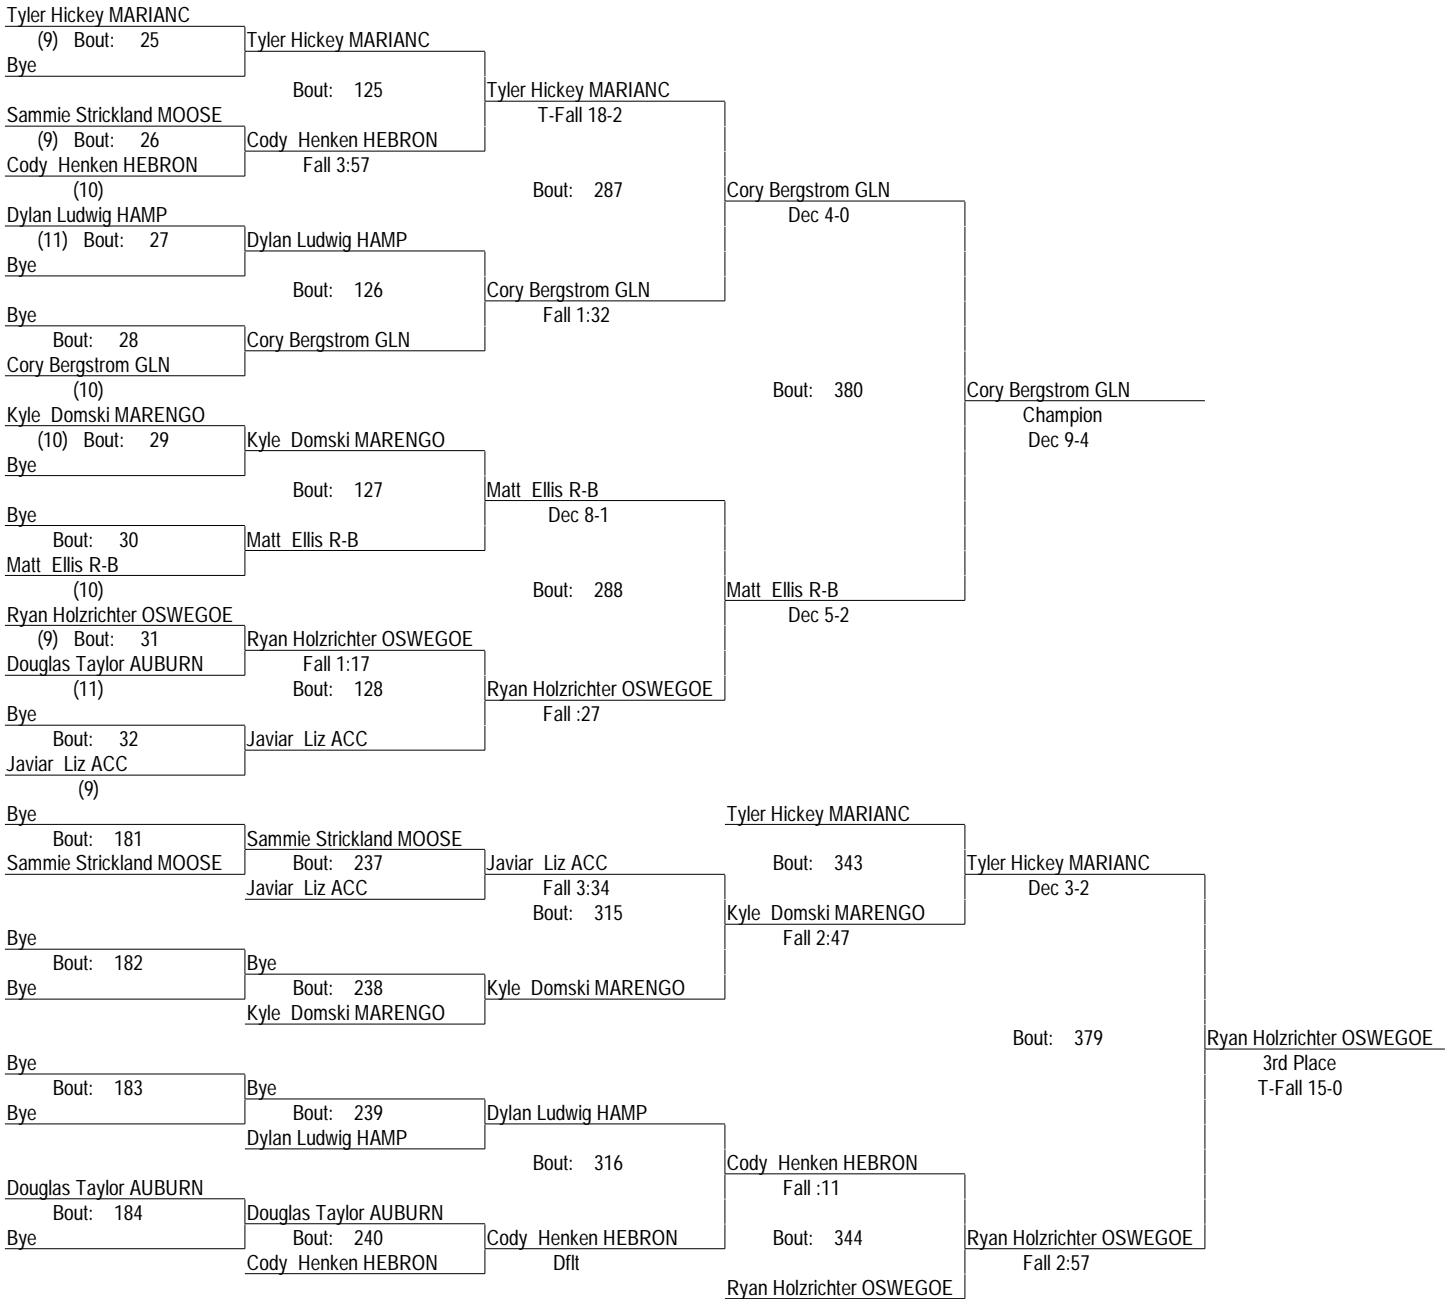 Tyler Hickey MARIANC
(9) Bout: 25
Tyler Hickey MARIANC
Bye
Bout: 125
Tyler Hickey MARIANC
Sammie Strickland MOOSE
T-Fall 18-2
(9) Bout: 26
Cody Henken HEBRON
Cody Henken HEBRON
Fall 3:57
(10)
Bout: 287
Cory Bergstrom GLN
Dylan Ludwig HAMP
Dec 4-0
(11) Bout: 27
Dylan Ludwig HAMP
Bye
Bout: 126
Cory Bergstrom GLN
Bye
Fall 1:32
Bout: 28
Cory Bergstrom GLN
Cory Bergstrom GLN
(10)
Bout: 380
Cory Bergstrom GLN
Kyle Domski MARENGO
Champion
(10) Bout: 29
Kyle Domski MARENGO
Dec 9-4
Bye
Bout: 127
Matt Ellis R-B
Bye
Dec 8-1
Bout: 30
Matt Ellis R-B
Matt Ellis R-B
(10)
Bout: 288
Matt Ellis R-B
Ryan Holzrichter OSWEGOE
Dec 5-2
(9) Bout: 31
Ryan Holzrichter OSWEGOE
Douglas Taylor AUBURN
Fall 1:17
(11)
Bout: 128
Ryan Holzrichter OSWEGOE
Bye
Fall :27
Bout: 32
Javiar Liz ACC
Javiar Liz ACC
(9)
Bye
Tyler Hickey MARIANC
Bout: 181
Sammie Strickland MOOSE
Sammie Strickland MOOSE
Bout: 237
Javiar Liz ACC
Bout: 343
Tyler Hickey MARIANC
Javiar Liz ACC
Fall 3:34
Dec 3-2
Bout: 315
Kyle Domski MARENGO
Bye
Fall 2:47
Bout: 182
Bye
Bye
Bout: 238
Kyle Domski MARENGO
Kyle Domski MARENGO
Bout: 379
Ryan Holzrichter OSWEGOE
Bye
3rd Place
Bout: 183
Bye
T-Fall 15-0
Bye
Bout: 239
Dylan Ludwig HAMP
Dylan Ludwig HAMP
Bout: 316
Cody Henken HEBRON
Douglas Taylor AUBURN
Fall :11
Bout: 184
Douglas Taylor AUBURN
Bye
Bout: 240
Cody Henken HEBRON
Bout: 344
Ryan Holzrichter OSWEGOE
Cody Henken HEBRON
Dflt
Fall 2:57
Ryan Holzrichter OSWEGOE